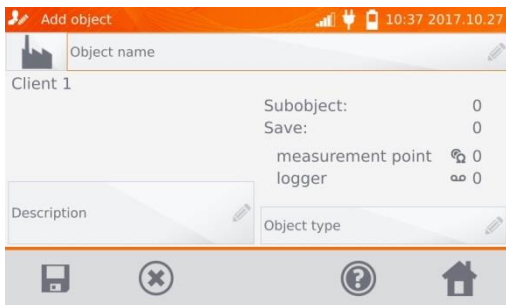 Add object
10:37 2017.10.27
Object name
Client 1
Subobject: 0
Save: 0
measurement point 0
logger 0
Description
Object type
?